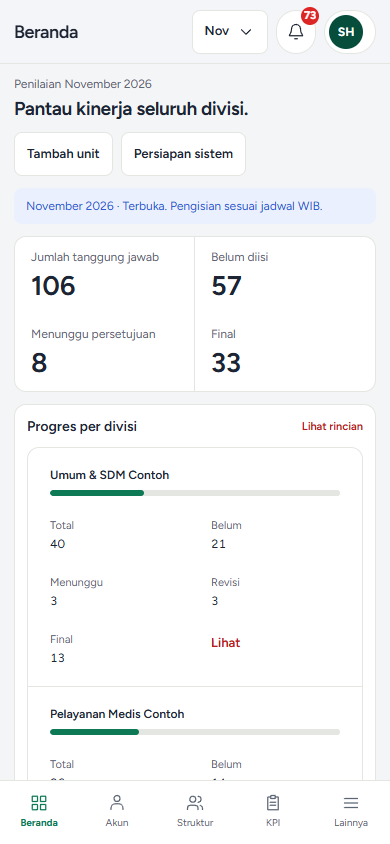 Beranda
Nov
73
SH
Penilaian November 2026
Pantau kinerja seluruh divisi.
Tambah unit
Persiapan sistem
November 2026 · Terbuka. Pengisian sesuai jadwal WIB.
Jumlah tanggung jawab
Belum diisi
106
57
Menunggu persetujuan
Final
8
33
Progres per divisi
Lihat rincian
Umum & SDM Contoh
Total
Belum
40
21
Menunggu
Revisi
3
3
Final
Lihat
13
Pelayanan Medis Contoh
Total
Belum
Beranda
Akun
Struktur
KPI
Lainnya